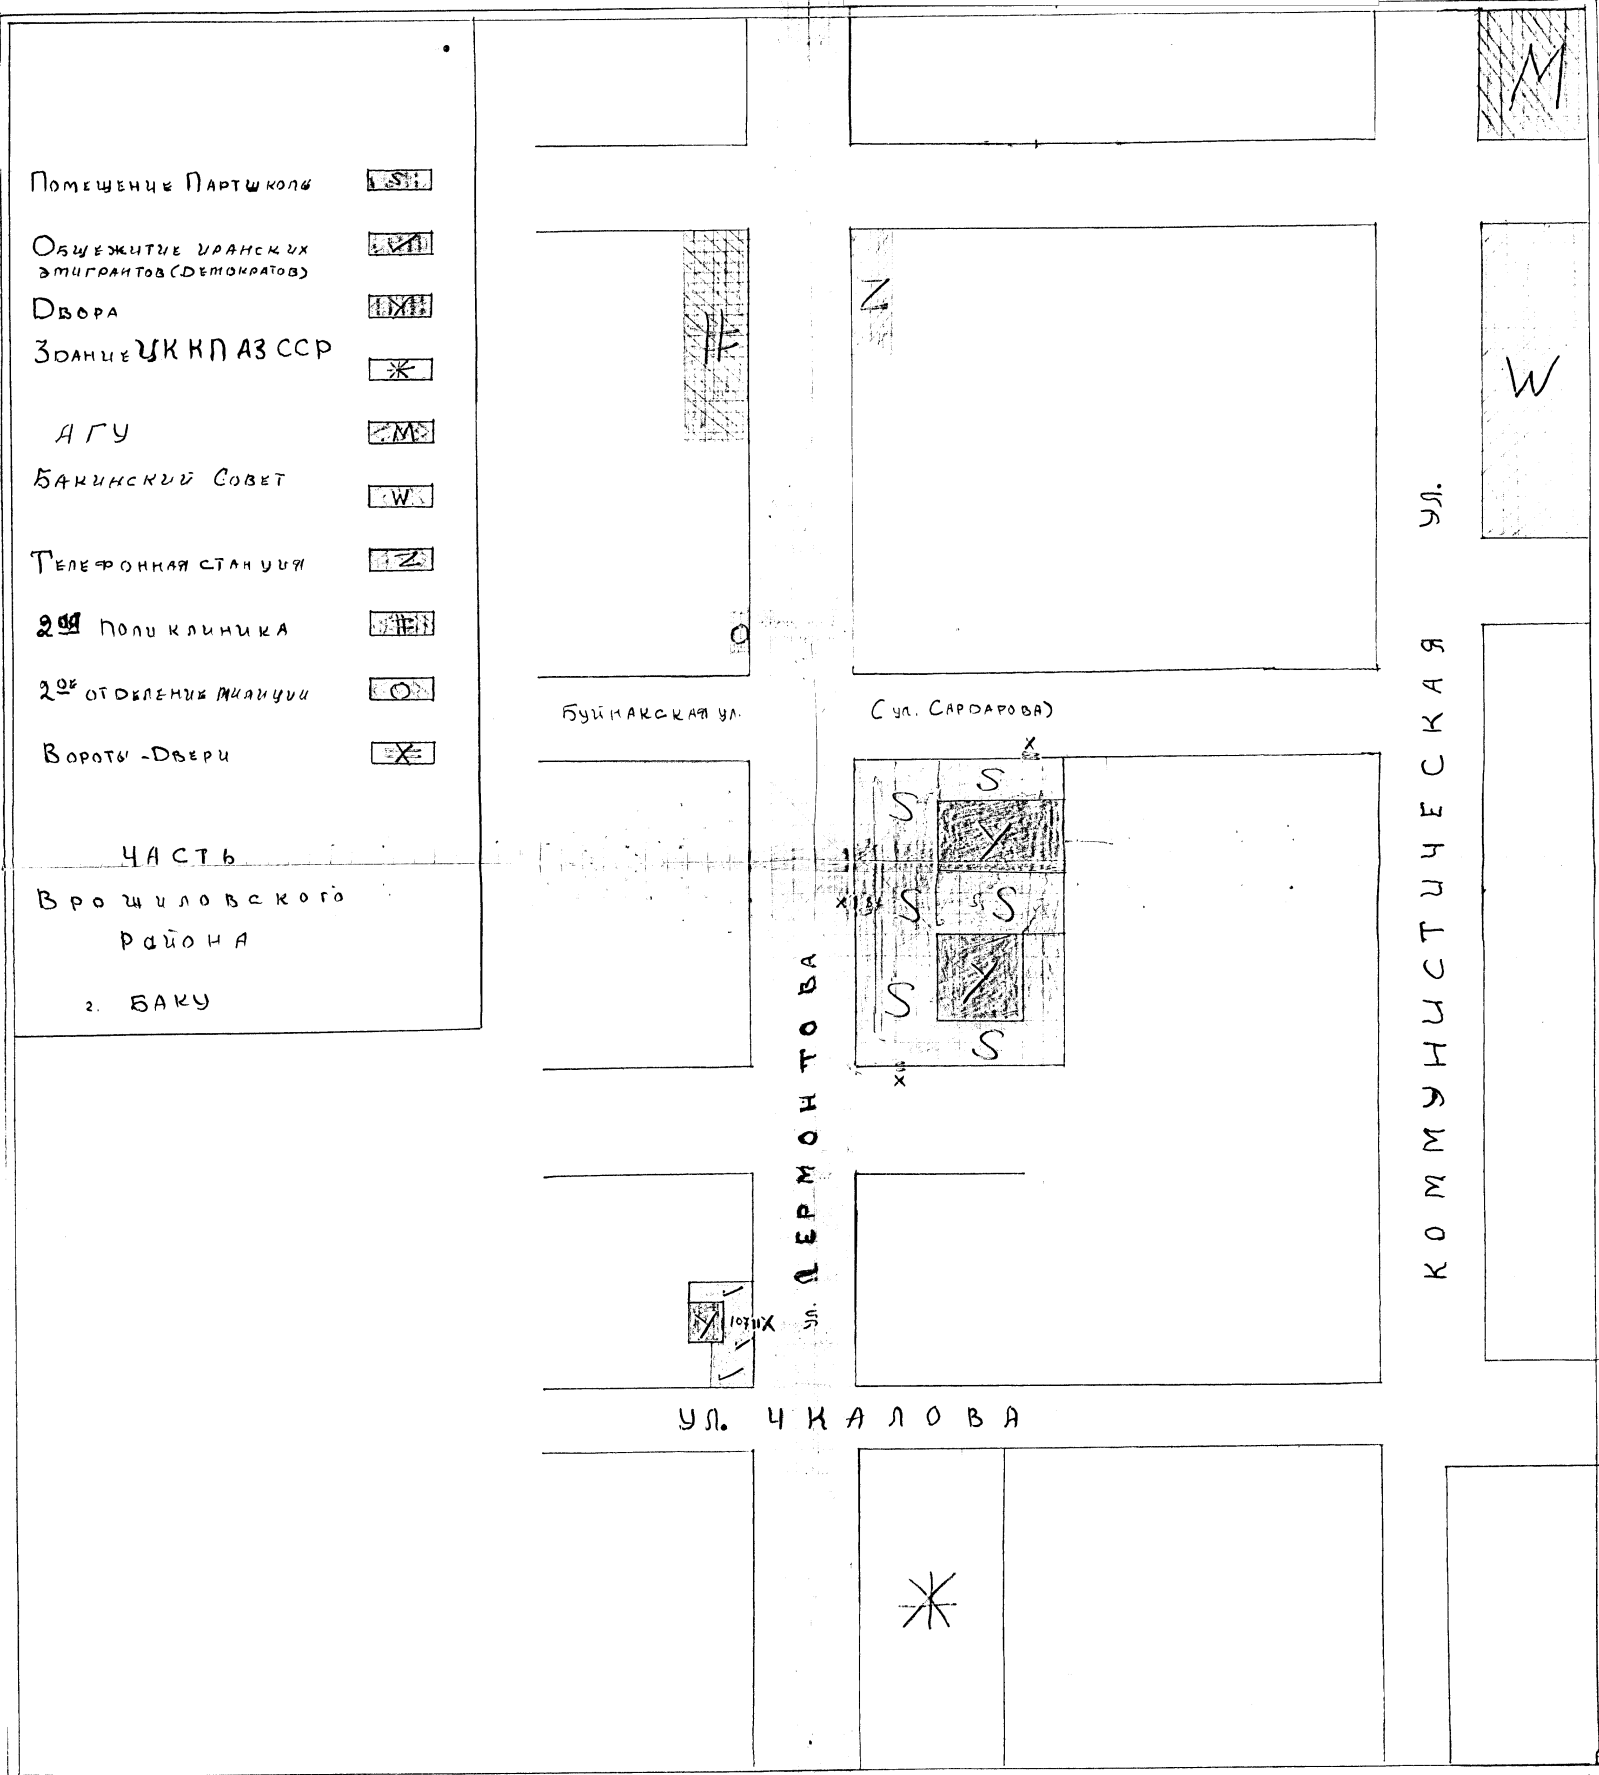 Помещение Партшколы S
Общежитие иранских
эмигрантов (Демократов)
Двора
Здание ЦК КП АЗ ССР
АГУ M
Бакинский Совет W
Телефонная станция Z
2ая Поликлиника
2ое отделение милиции O
Вороты-Двери X
ЧАСТЬ
Врошиловского
района
г. БАКУ
M
Z
W
O
Буйнакская ул. (ул. Сардарова)
X
S
S
Y
X S S
Y
S
S
X
ул. ЛЕРМОНТОВА
КОММУНИСТИЧЕСКАЯ УЛ.
Y X
УЛ. ЧКАЛОВА